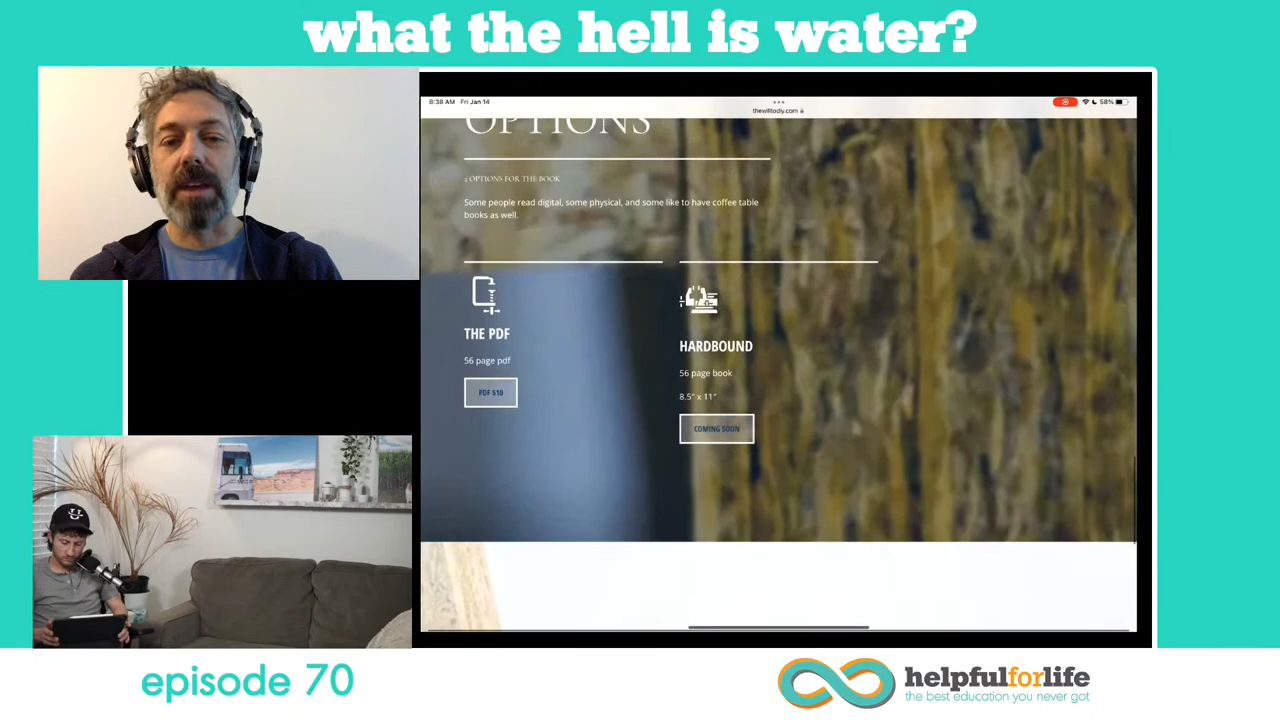 what the hell is water?
8:38 AM Fri Jan 14
thewilltodiy.com
58%
OPTIONS
2 OPTIONS FOR THE BOOK
Some people read digital, some physical, and some like to have coffee table
books as well.
THE PDF
56 page pdf
PDF $10
HARDBOUND
56 page book
8.5" x 11"
COMING SOON
episode 70
helpfulforlife
the best education you never got